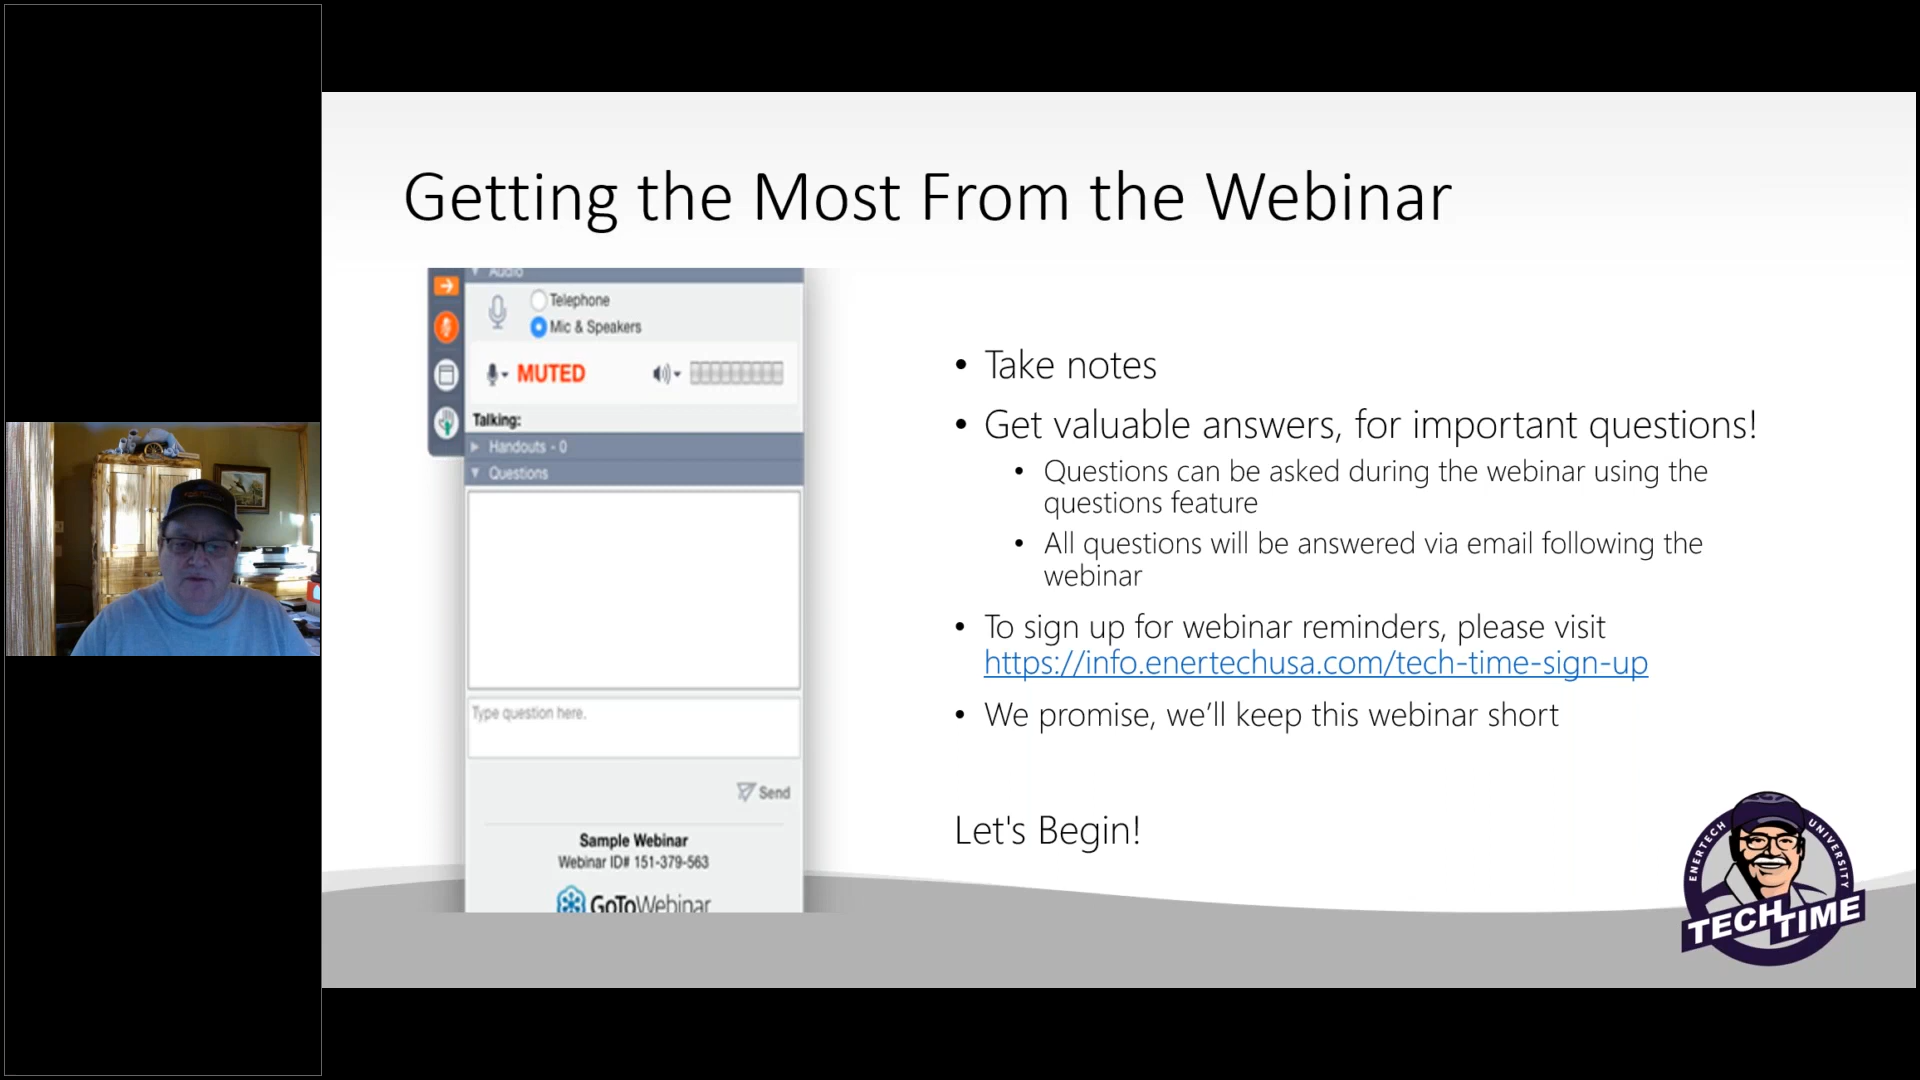 Getting the Most From the Webinar
Audio
Telephone
Mic & Speakers
MUTED
Talking:
Handouts - 0
Questions
Type question here.
Send
Sample Webinar
Webinar ID# 151-379-563
GoToWebinar
• Take notes
• Get valuable answers, for important questions!
• Questions can be asked during the webinar using the
questions feature
• All questions will be answered via email following the
webinar
• To sign up for webinar reminders, please visit
https://info.enertechusa.com/tech-time-sign-up
• We promise, we’ll keep this webinar short
Let's Begin!
ENERTECH UNIVERSITY
TECH TIME